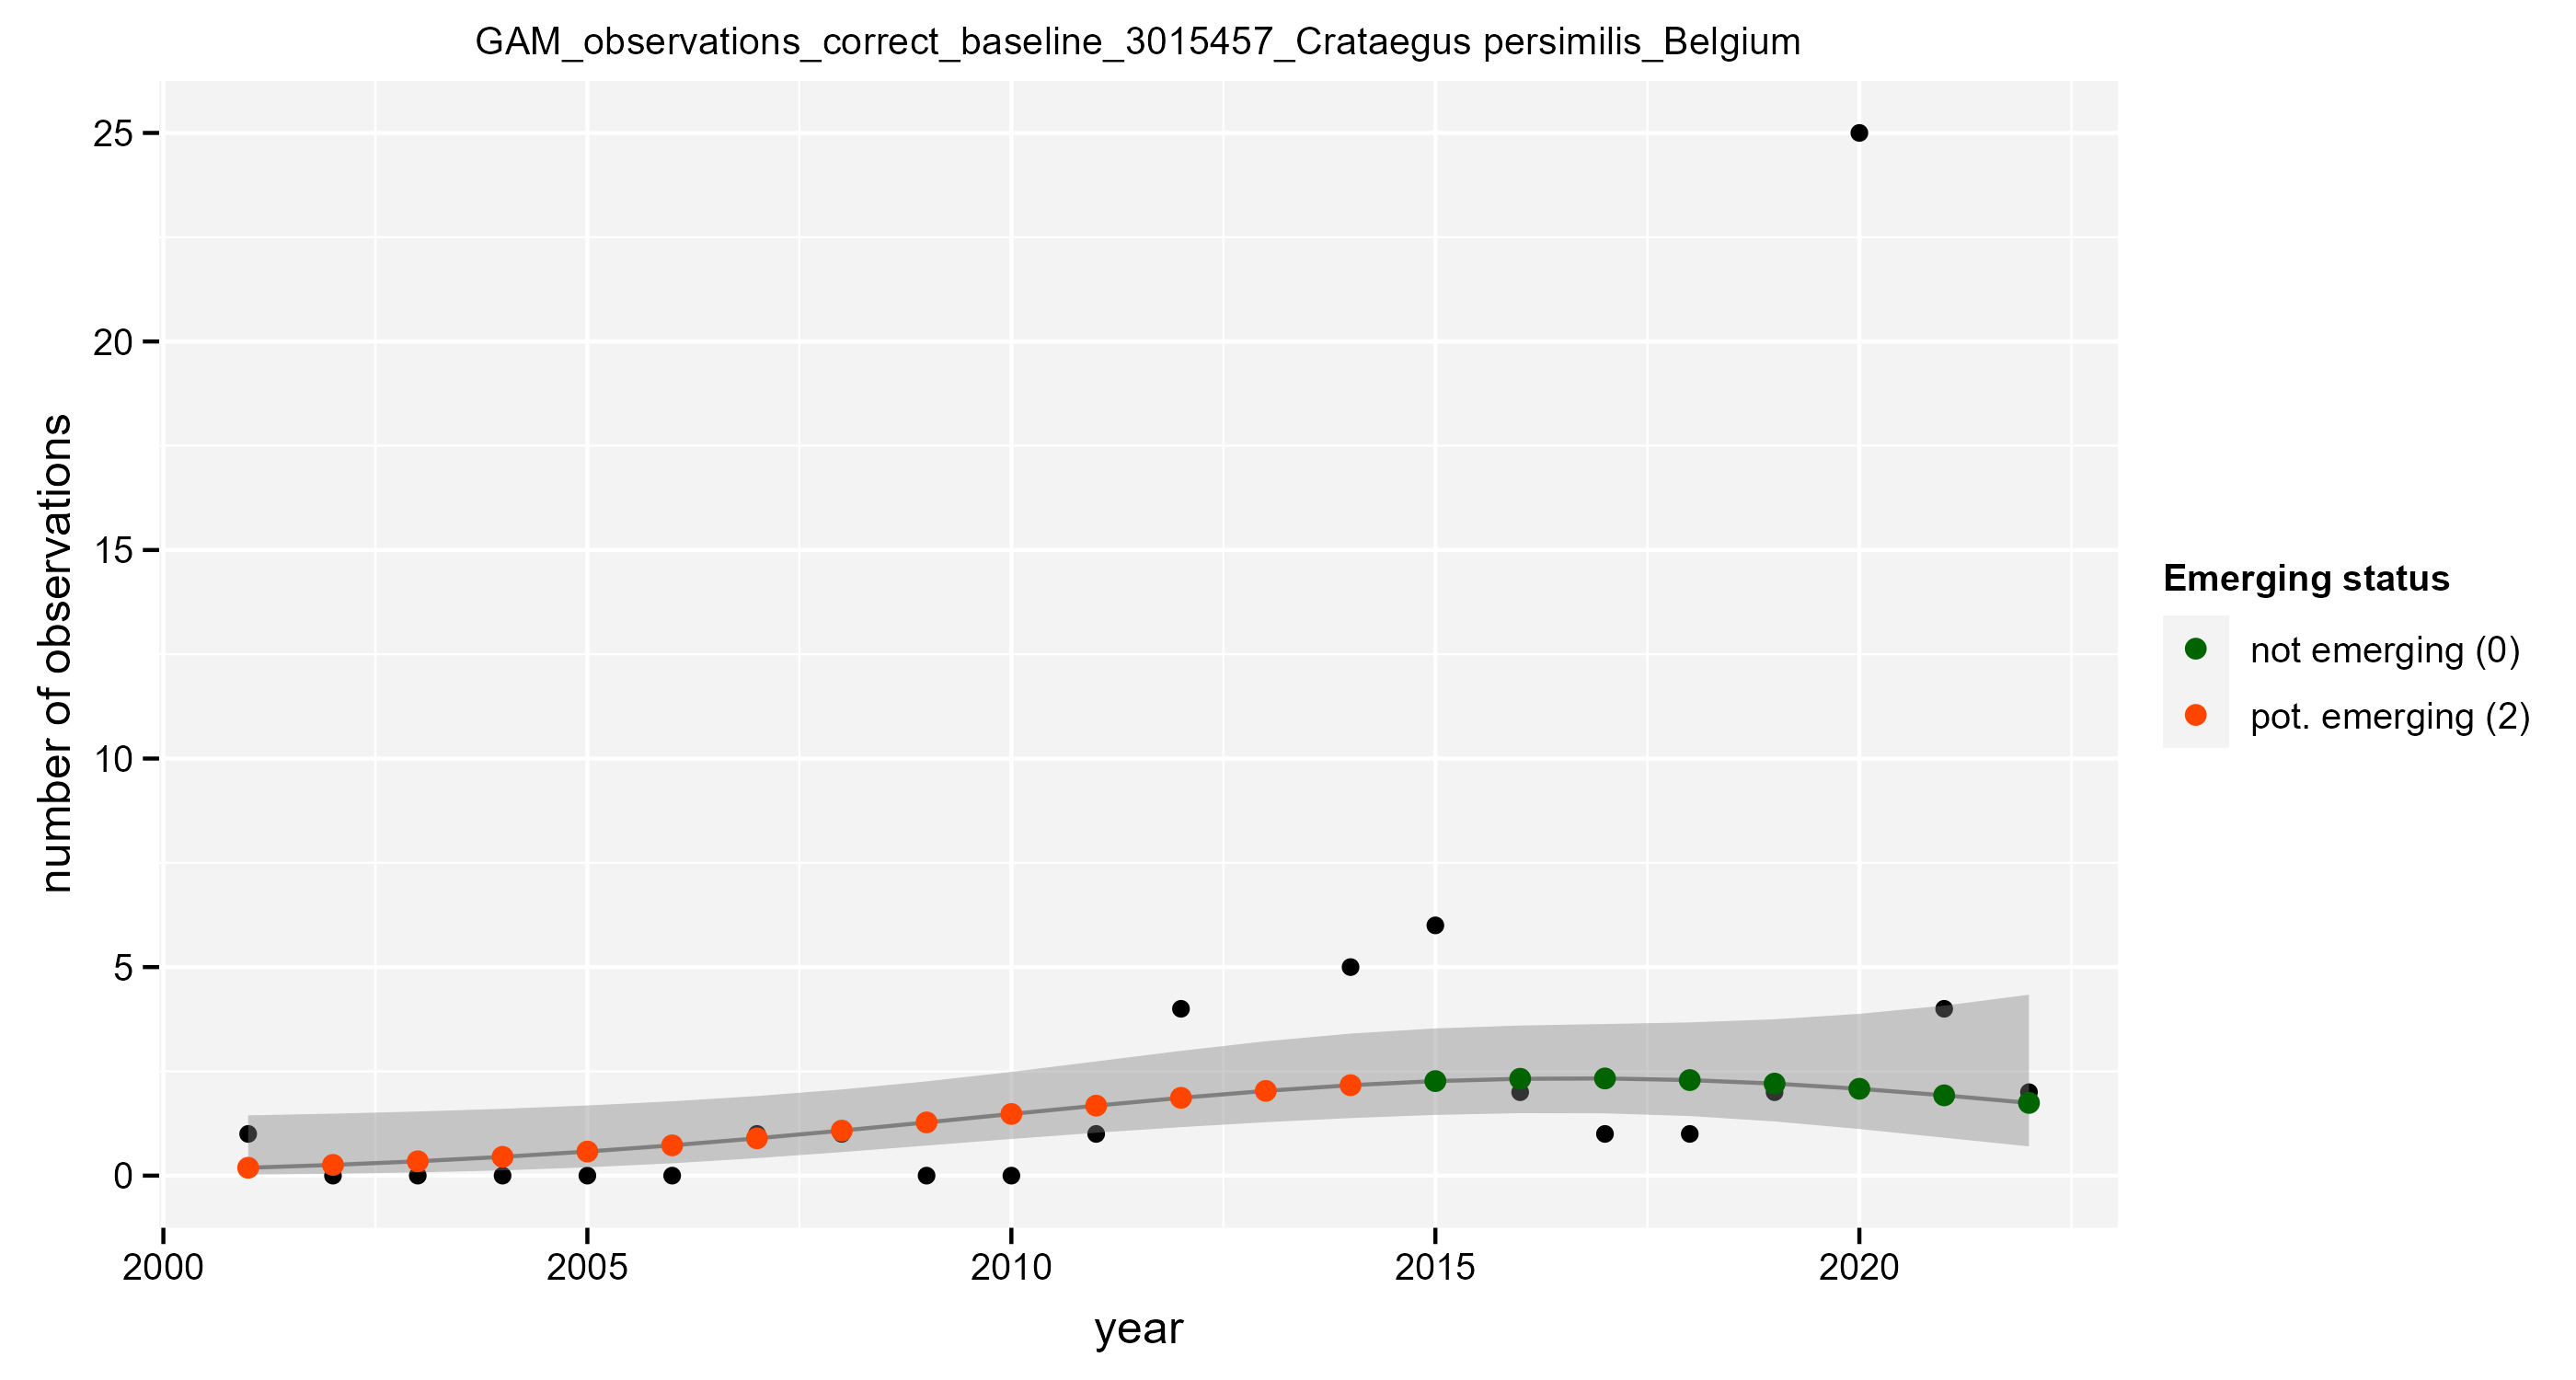 GAM_observations_correct_baseline_3015457_Crataegus persimilis_Belgium
number of observations
25
20
15
10
5
0
2000 2005 2010 2015 2020
year
Emerging status
not emerging (0)
pot. emerging (2)